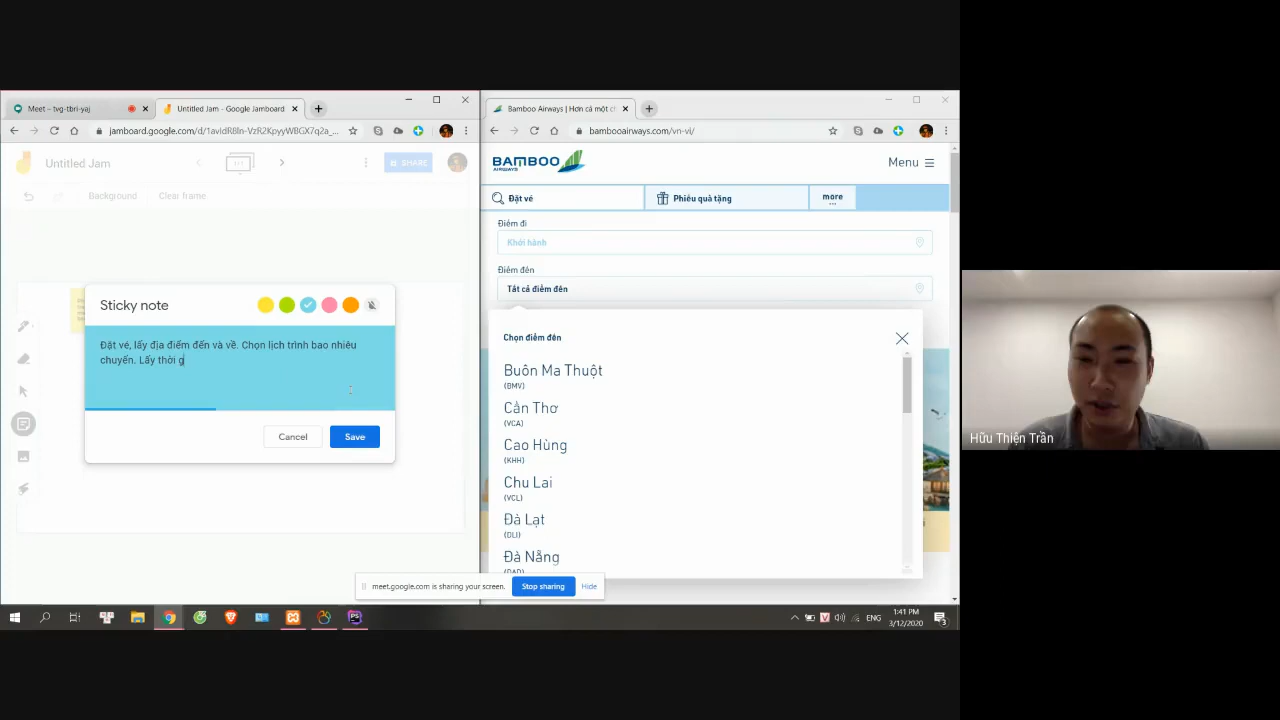 Meet – tvg-tbri-yaj
Untitled Jam - Google Jamboard
jamboard.google.com/d/1avidR8ln-VzR2KpyyWBGX7q2a_...
Untitled Jam
SHARE
Background
Clear frame
Sticky note
Đặt vé, lấy địa điểm đến và về. Chọn lịch trình bao nhiêu
chuyến. Lấy thời g
Cancel
Save
Bamboo Airways | Hơn cả một ch
bambooairways.com/vn-vi/
BAMBOO
AIRWAYS
Menu
Đặt vé
Phiếu quà tặng
more
Điểm đi
Khởi hành
Điểm đến
Tất cả điểm đến
Chọn điểm đến
Buôn Ma Thuột
(BMV)
Cần Thơ
(VCA)
Cao Hùng
(KHH)
Chu Lai
(VCL)
Đà Lạt
(DLI)
Đà Nẵng
(DAD)
meet.google.com is sharing your screen.
Stop sharing
Hide
ENG
1:41 PM
3/12/2020
Hữu Thiện Trần